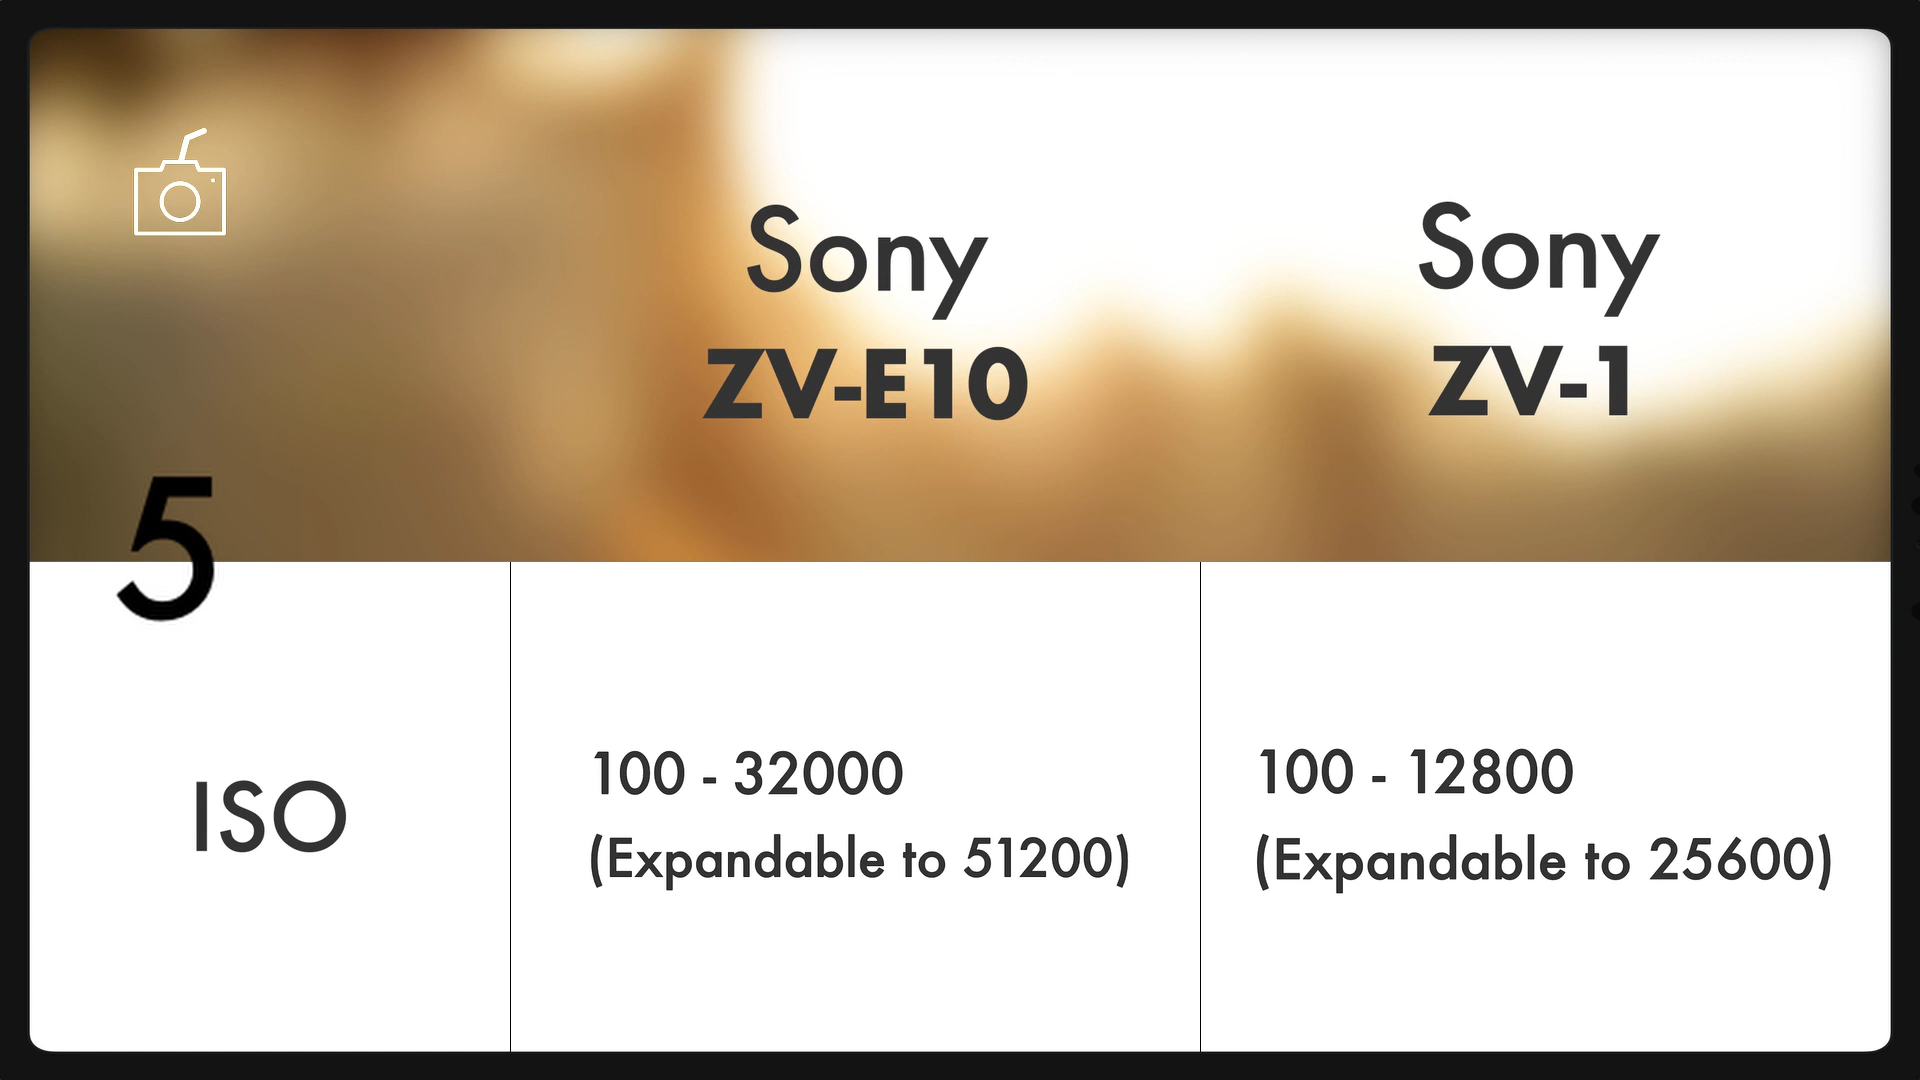 Sony
ZV-E10
Sony
ZV-1
5
ISO
100 - 32000
(Expandable to 51200)
100 - 12800
(Expandable to 25600)